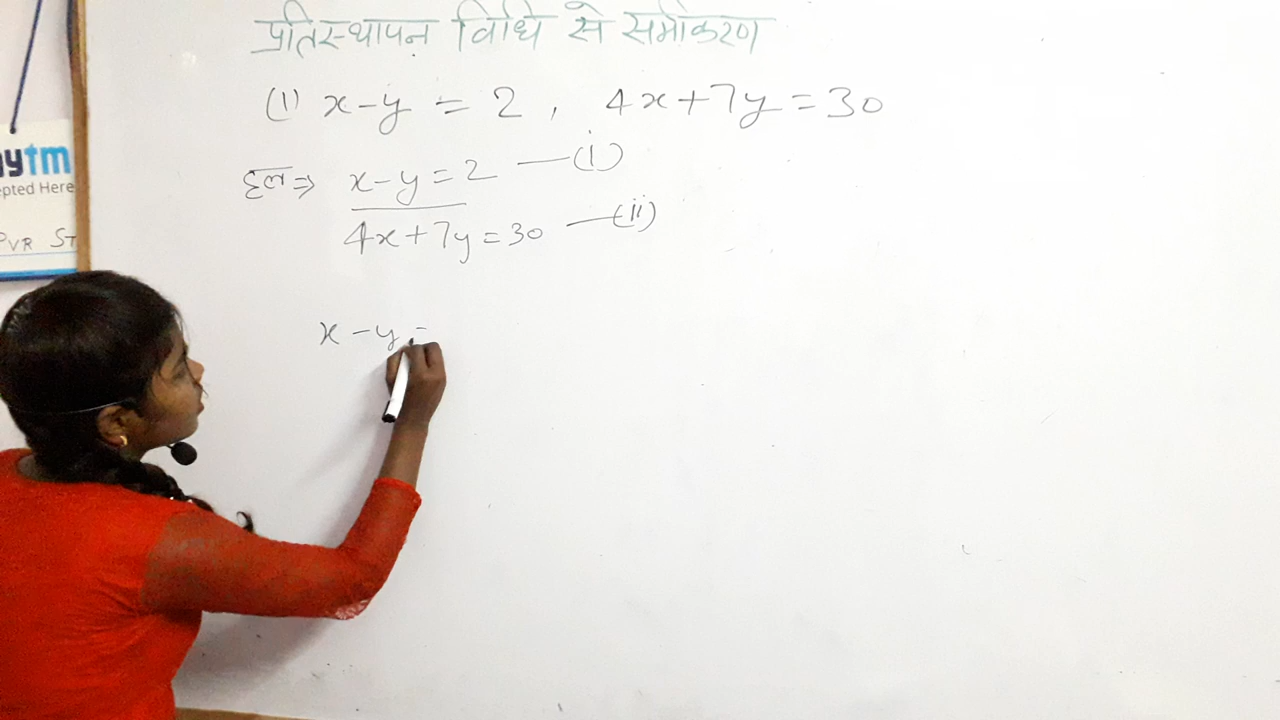 प्रतिस्थापन विधि से समीकरण
(1) x-y = 2, 4x+7y=30
हल⇒ x-y=2 —(i)
4x+7y=30 —(ii)
x-y=
ytm
epted Here
PVR ST